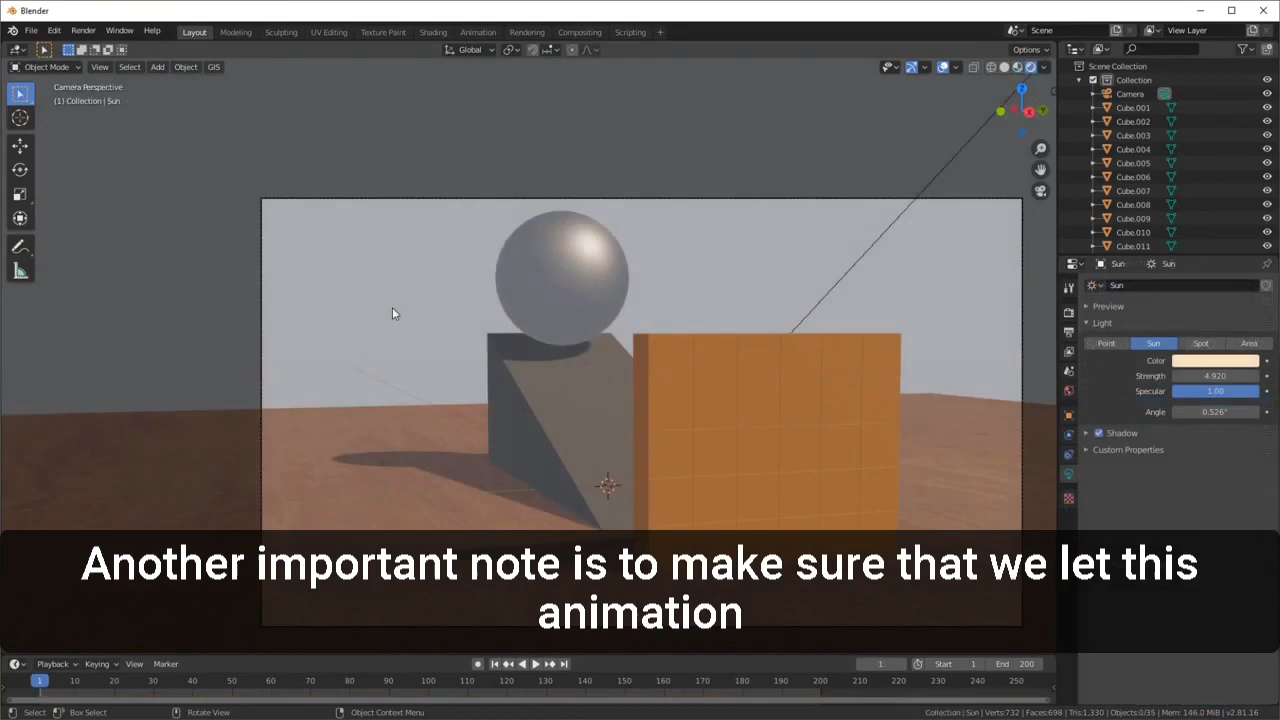 Blender
File Edit Render Window Help
Layout Modeling Sculpting UV Editing Texture Paint Shading Animation Rendering Compositing Scripting +
Scene
View Layer
Global
Options
Object Mode View Select Add Object GIS
Camera Perspective
(1) Collection | Sun
Z
X
Y
Scene Collection
Collection
Camera
Cube.001
Cube.002
Cube.003
Cube.004
Cube.005
Cube.006
Cube.007
Cube.008
Cube.009
Cube.010
Cube.011
Sun Sun
Sun
Preview
Light
Point Sun Spot Area
Color
Strength 4.920
Specular 1.00
Angle 0.526°
Shadow
Custom Properties
Another important note is to make sure that we let this
animation
Playback Keying View Marker
1 Start 1 End 200
1 10 20 30 40 50 60 70 80 90 100 110 120 130 140 150 160 170 180 190 200 210 220 230 240 250
Select Box Select Rotate View Object Context Menu
Collection | Sun | Verts:732 | Faces:698 | Tris:1,330 | Objects:0/35 | Mem: 146.0 MiB | v2.81.16